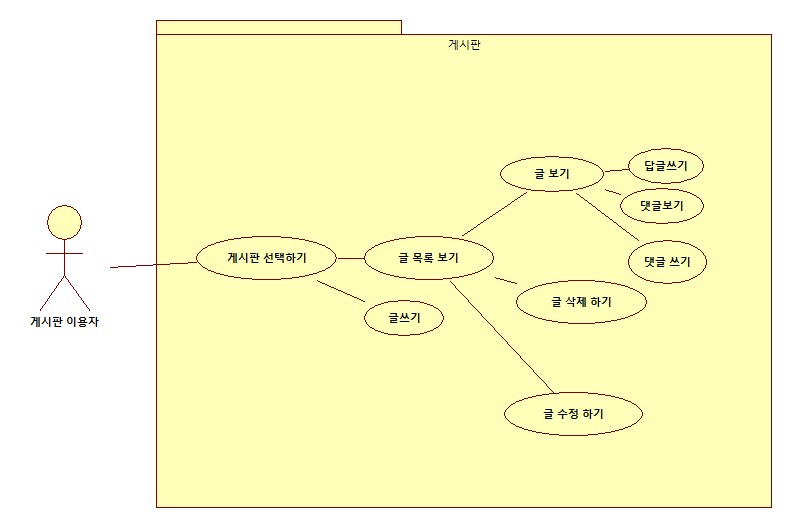 게시판
글 보기
답글쓰기
댓글보기
댓글 쓰기
게시판 선택하기
글 목록 보기
글 삭제 하기
글쓰기
게시판 이용자
글 수정 하기